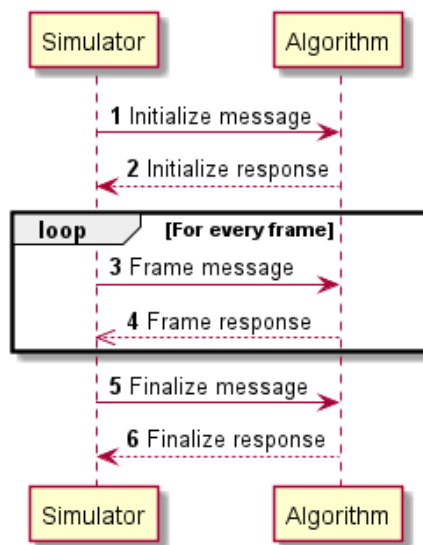 Simulator Algorithm
1 Initialize message
2 Initialize response
loop [For every frame]
3 Frame message
4 Frame response
5 Finalize message
6 Finalize response
Simulator Algorithm